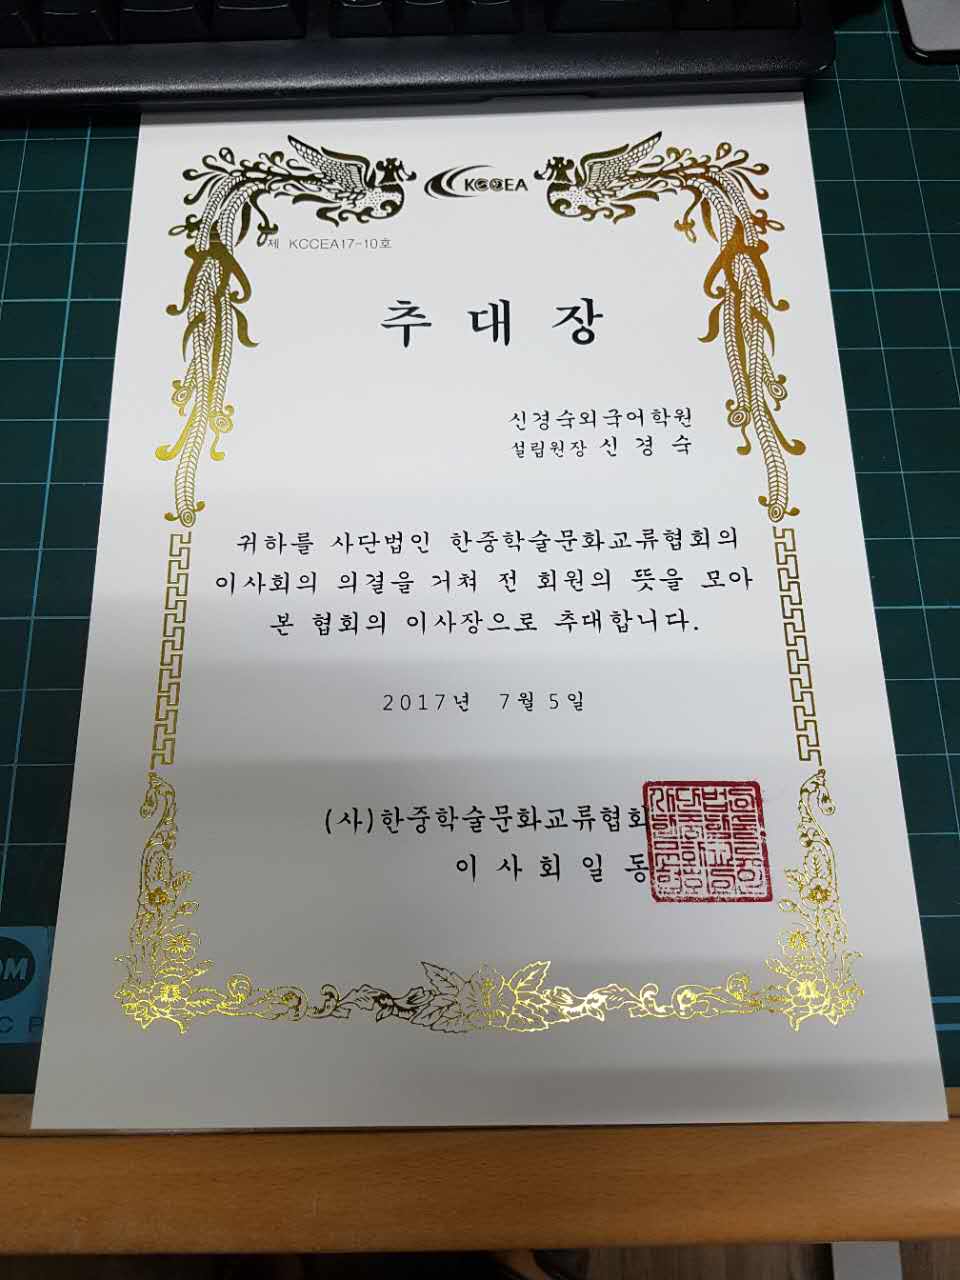 KCCEA
제 KCCEA17-10호
추 대 장
신경숙외국어학원
설립원장 신 경 숙
귀하를 사단법인 한중학술문화교류협회의
이사회의 의결을 거쳐 전 회원의 뜻을 모아
본 협회의 이사장으로 추대합니다.
2017년 7월 5일
(사)한중학술문화교류협회
이 사 회 일 동
OM
C P